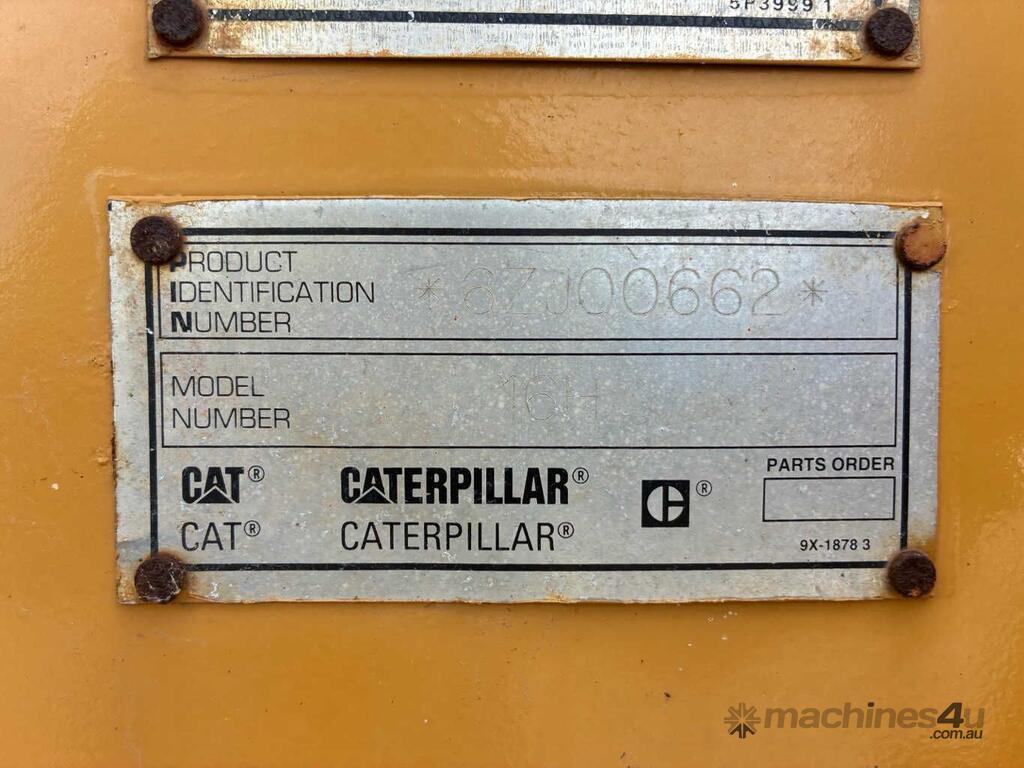 5P3999 1
PRODUCT
IDENTIFICATION
NUMBER
*6ZJ00662*
MODEL
NUMBER
16H
CAT® CATERPILLAR® C®
CAT® CATERPILLAR®
PARTS ORDER
9X-1878 3
machines4u
.com.au